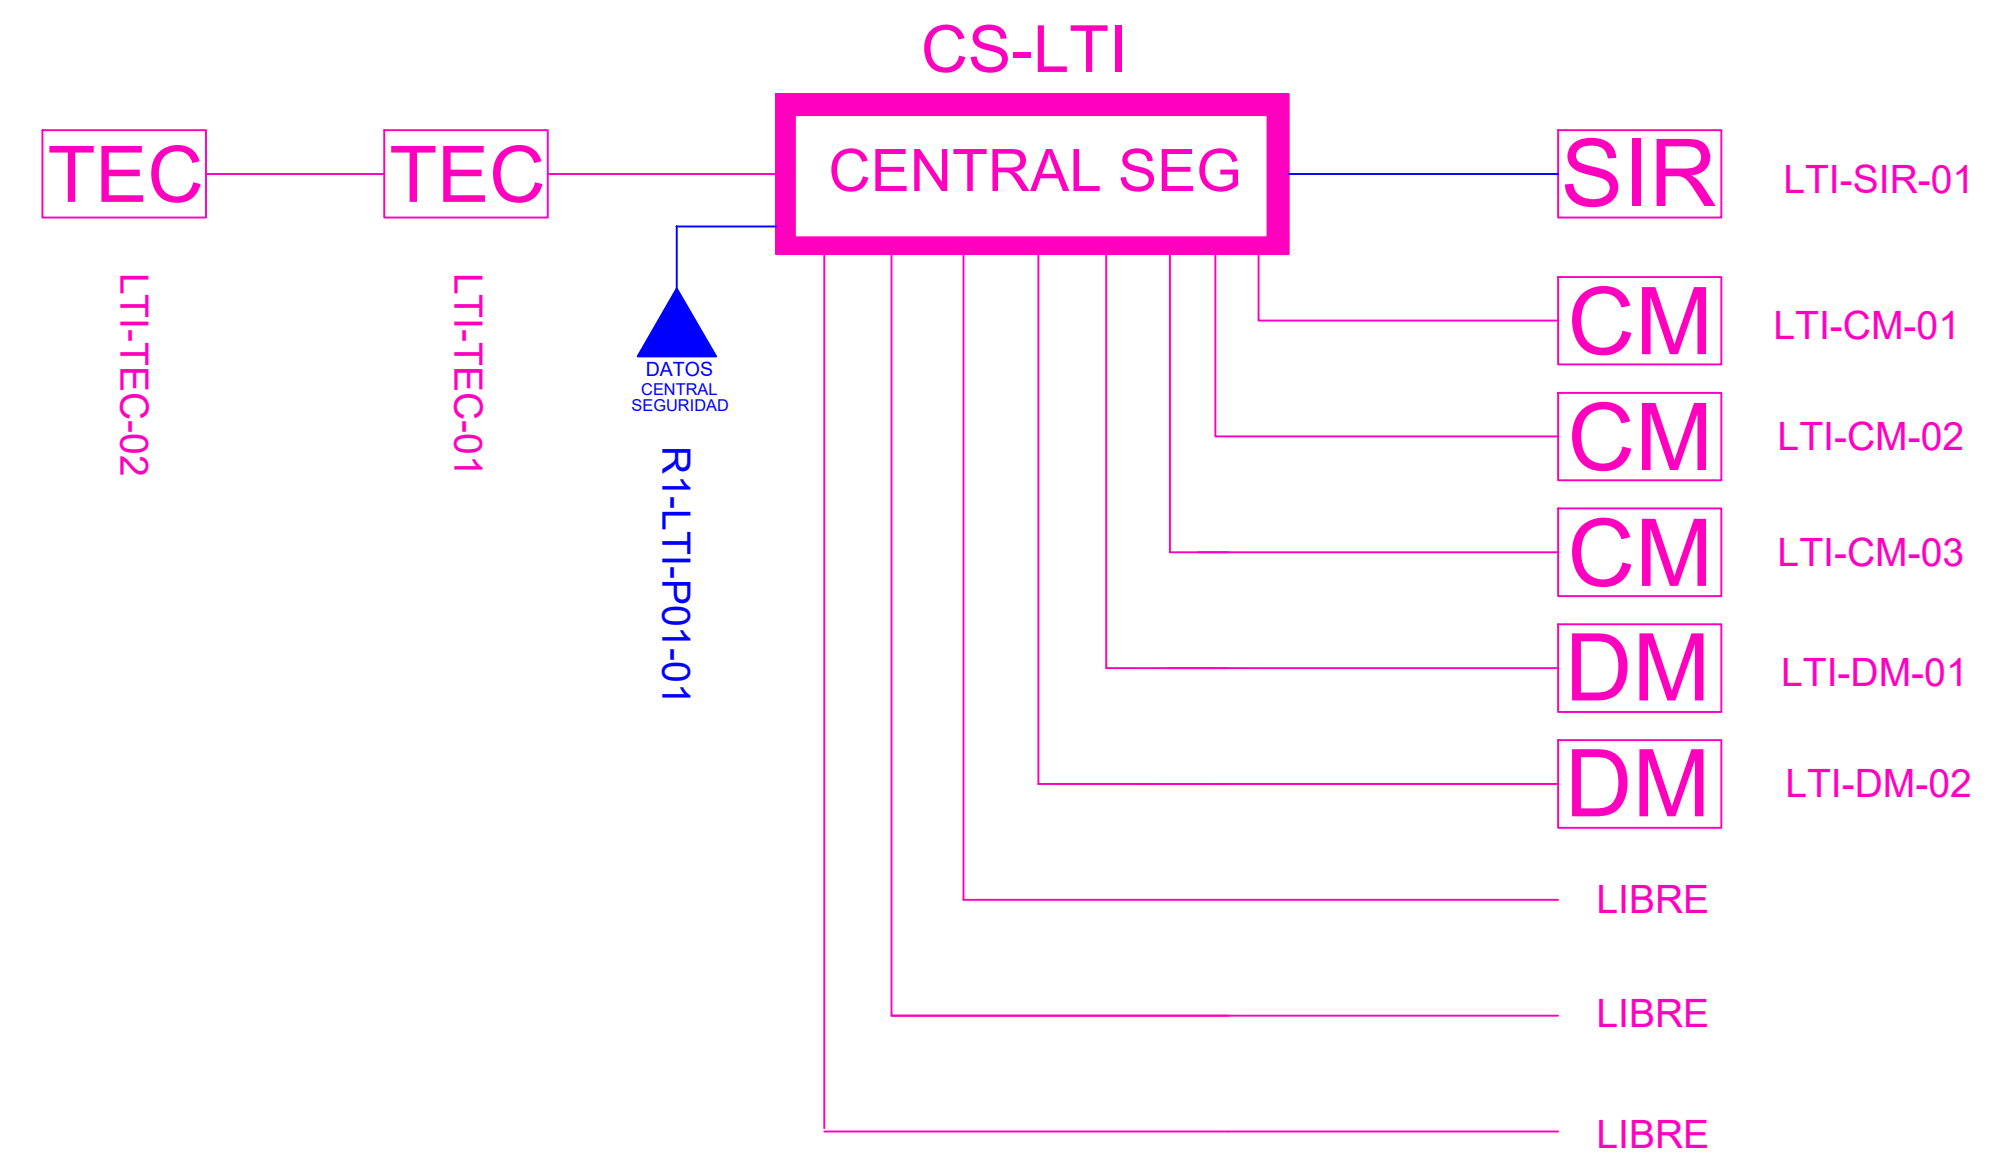 CS-LTI
TEC
TEC
CENTRAL SEG
SIR
LTI-SIR-01
LTI-TEC-02
LTI-TEC-01
DATOS
CENTRAL
SEGURIDAD
R1-LTI-P01-01
CM
LTI-CM-01
CM
LTI-CM-02
CM
LTI-CM-03
DM
LTI-DM-01
DM
LTI-DM-02
LIBRE
LIBRE
LIBRE